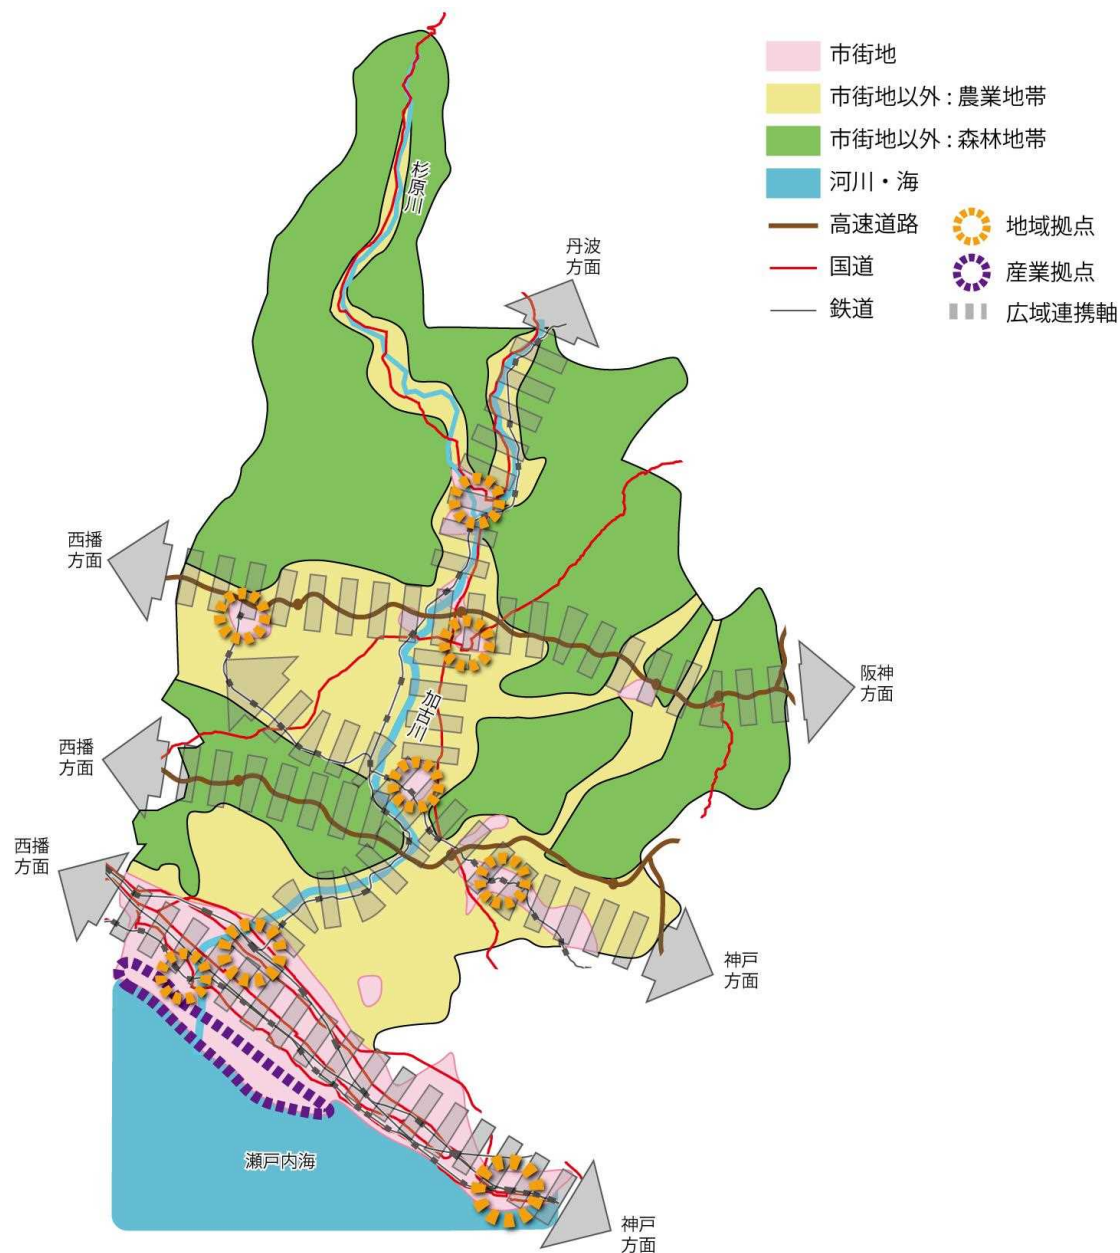 市街地
市街地以外 : 農業地帯
市街地以外 : 森林地帯
河川・海
高速道路
地域拠点
国道
産業拠点
鉄道
広域連携軸
杉原川
丹波
方面
西播
方面
阪神
方面
加古川
西播
方面
西播
方面
神戸
方面
瀬戸内海
神戸
方面